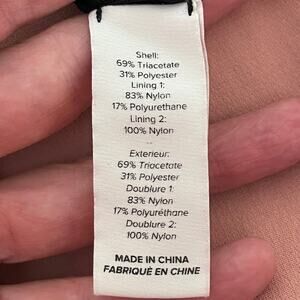 Shell:
69% Triacetate
31% Polyester
Lining 1:
83% Nylon
17% Polyurethane
Lining 2:
100% Nylon
--
Exterieur:
69% Triacetate
31% Polyester
Doublure 1:
83% Nylon
17% Polyuréthane
Doublure 2:
100% Nylon
MADE IN CHINA
FABRIQUÉ EN CHINE